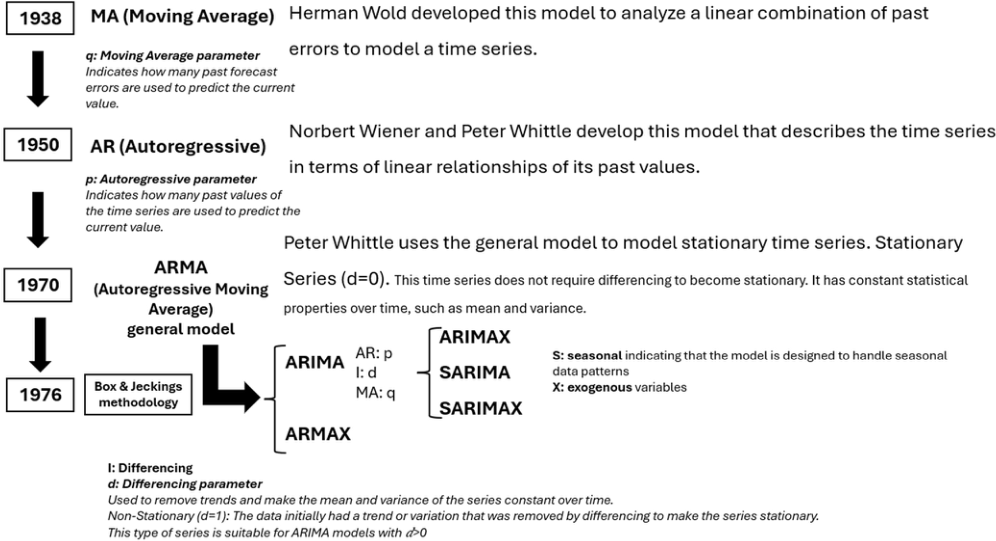 1938
MA (Moving Average)
Herman Wold developed this model to analyze a linear combination of past
errors to model a time series.
q: Moving Average parameter
Indicates how many past forecast
errors are used to predict the current
value.
1950
AR (Autoregressive)
Norbert Wiener and Peter Whittle develop this model that describes the time series
in terms of linear relationships of its past values.
p: Autoregressive parameter
Indicates how many past values of
the time series are used to predict the
current value.
1970
ARMA
(Autoregressive Moving
Average)
general model
Peter Whittle uses the general model to model stationary time series. Stationary
Series (d=0). This time series does not require differencing to become stationary. It has constant statistical
properties over time, such as mean and variance.
1976
Box & Jeckings
methodology
ARIMA
AR: p
I: d
MA: q
ARIMAX
SARIMA
SARIMAX
S: seasonal indicating that the model is designed to handle seasonal
data patterns
X: exogenous variables
ARMAX
I: Differencing
d: Differencing parameter
Used to remove trends and make the mean and variance of the series constant over time.
Non-Stationary (d=1): The data initially had a trend or variation that was removed by differencing to make the series stationary.
This type of series is suitable for ARIMA models with d>0